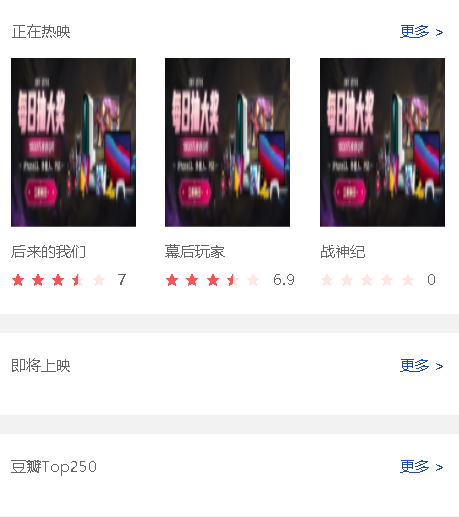 正在热映 更多 >
每日抽大奖 每日抽大奖 每日抽大奖
后来的我们 幕后玩家 战神纪
7 6.9 0
即将上映 更多 >
豆瓣Top250 更多 >